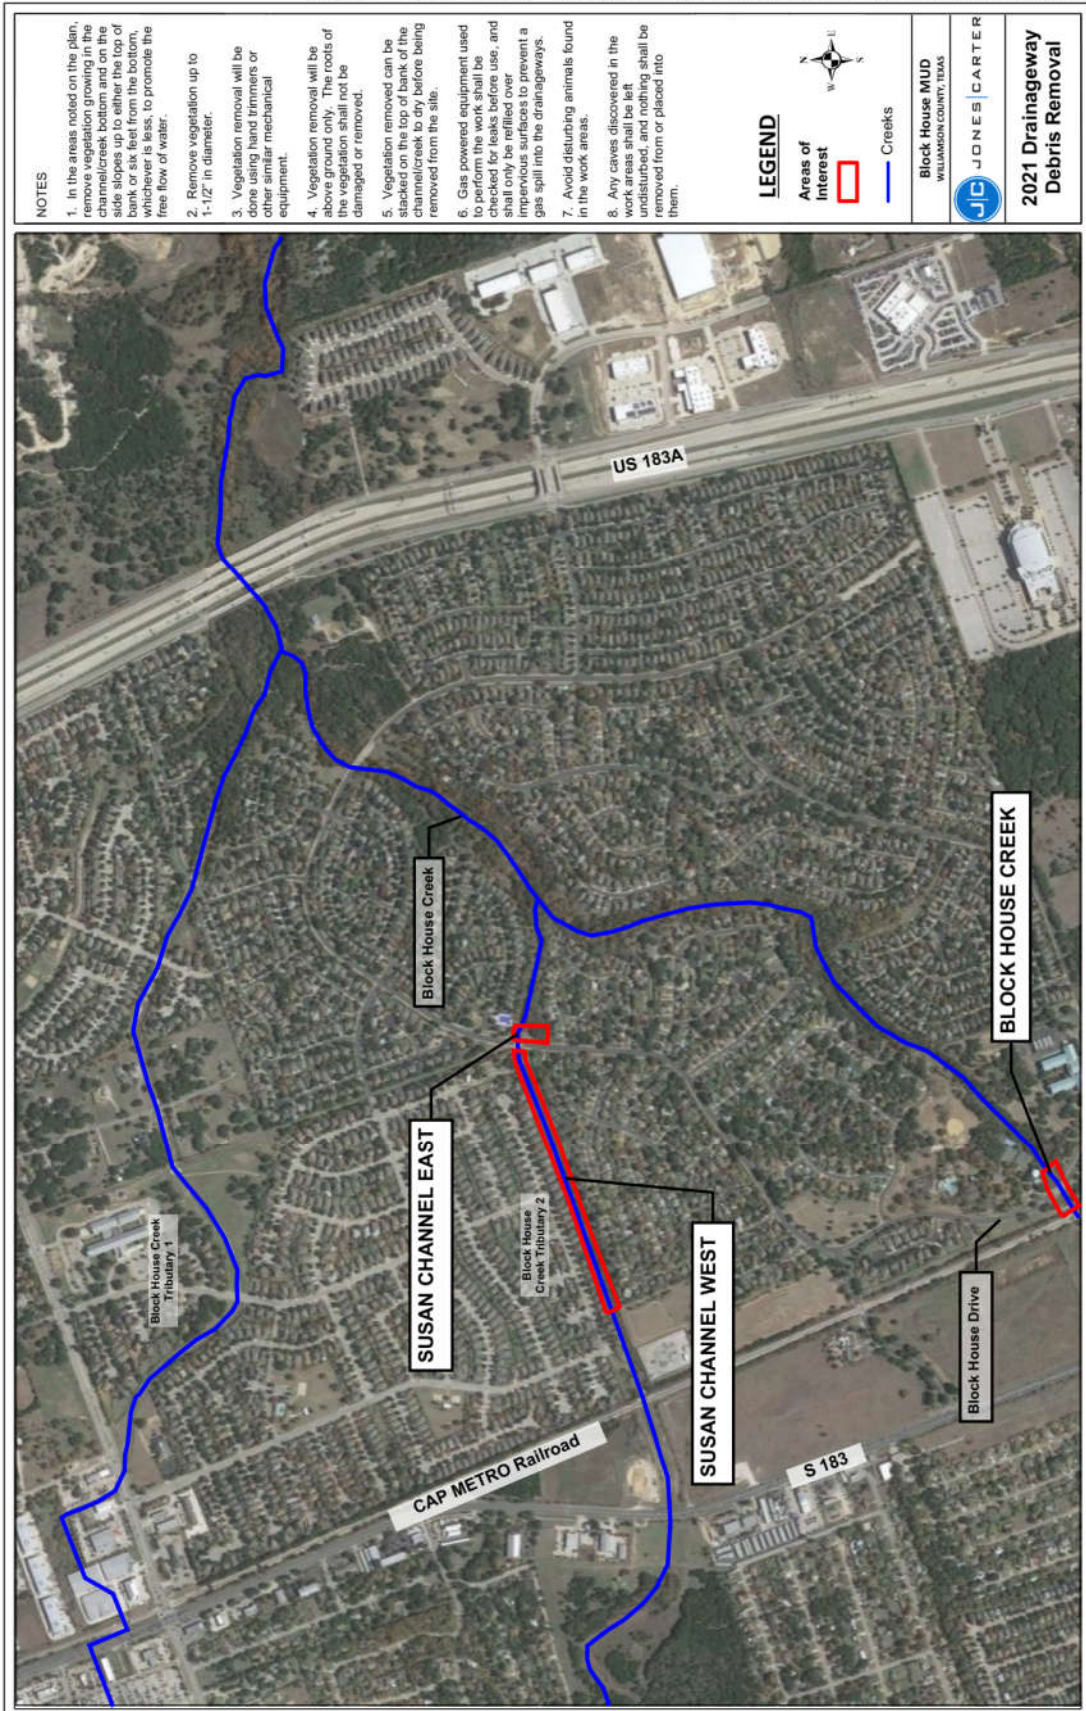 NOTES
1. In the areas noted on the plan,
remove vegetation growing in the
channel/creek bottom and on the
side slopes up to either the top of
bank or six feet from the bottom,
whichever is less, to promote the
free flow of water.
2. Remove vegetation up to
1-1/2" in diameter.
3. Vegetation removal will be
done using hand trimmers or
other similar mechanical
equipment.
4. Vegetation removal will be
above ground only. The roots of
the vegetation shall not be
damaged or removed.
5. Vegetation removed can be
stacked on the top of bank of the
channel/creek to dry before being
removed from the site.
6. Gas powered equipment used
to perform the work shall be
checked for leaks before use, and
shall only be refilled over
impervious surfaces to prevent a
gas spill into the drainageways.
7. Avoid disturbing animals found
in the work areas.
8. Any caves discovered in the
work areas shall be left
undisturbed, and nothing shall be
removed from or placed into
them.
N
W
E
S
LEGEND
Areas of
Interest
Creeks
Block House MUD
WILLIAMSON COUNTY, TEXAS
J|C JONES|CARTER
2021 Drainageway
Debris Removal
US 183A
Block House Creek
Block House Creek
Tributary 1
SUSAN CHANNEL EAST
Block House
Creek Tributary 2
SUSAN CHANNEL WEST
BLOCK HOUSE CREEK
Block House Drive
CAP METRO Railroad
S 183